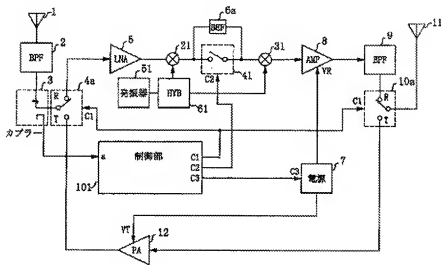 1
2
BPF
3
4a
R
T
C1
カプラー
5
LNA
51
発振器
21
HYB
61
6a
BEF
41
C2
31
8
AMP
VR
9
BPF
10a
R
T
C1
11
a
制御部
C1
C2
C3
101
C3
電源
7
VT
PA
12